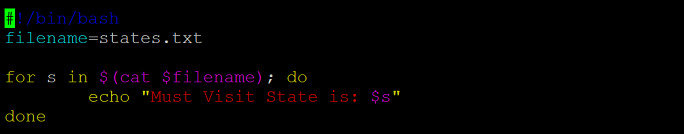 #!/bin/bash
filename=states.txt

for s in $(cat $filename); do
        echo "Must Visit State is: $s"
done